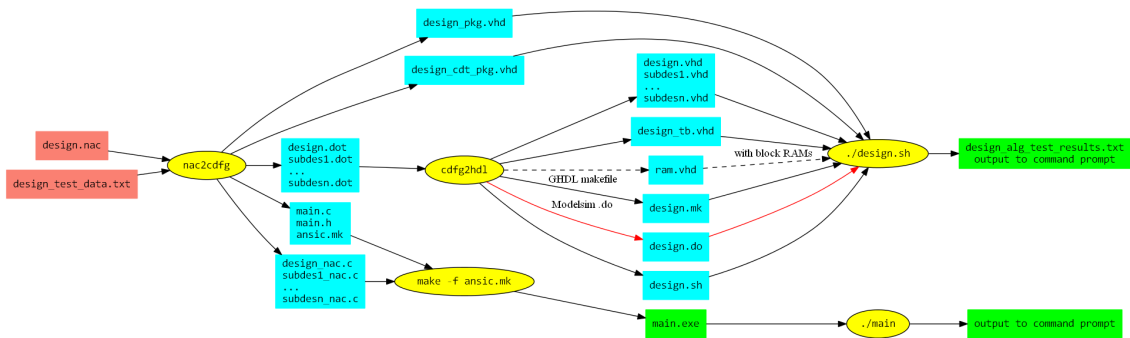 design_pkg.vhd
design_cdt_pkg.vhd
design.vhd
subdes1.vhd
...
subdesn.vhd
design.nac
design_test_data.txt
nac2cdfg
design.dot
subdes1.dot
...
subdesn.dot
cdfg2hdl
design_tb.vhd
with block RAMs
ram.vhd
GHDL makefile
design.mk
Modelsim .do
design.do
design.sh
./design.sh
design_alg_test_results.txt
output to command prompt
main.c
main.h
ansic.mk
design_nac.c
subdes1_nac.c
...
subdesn_nac.c
make -f ansic.mk
main.exe
./main
output to command prompt